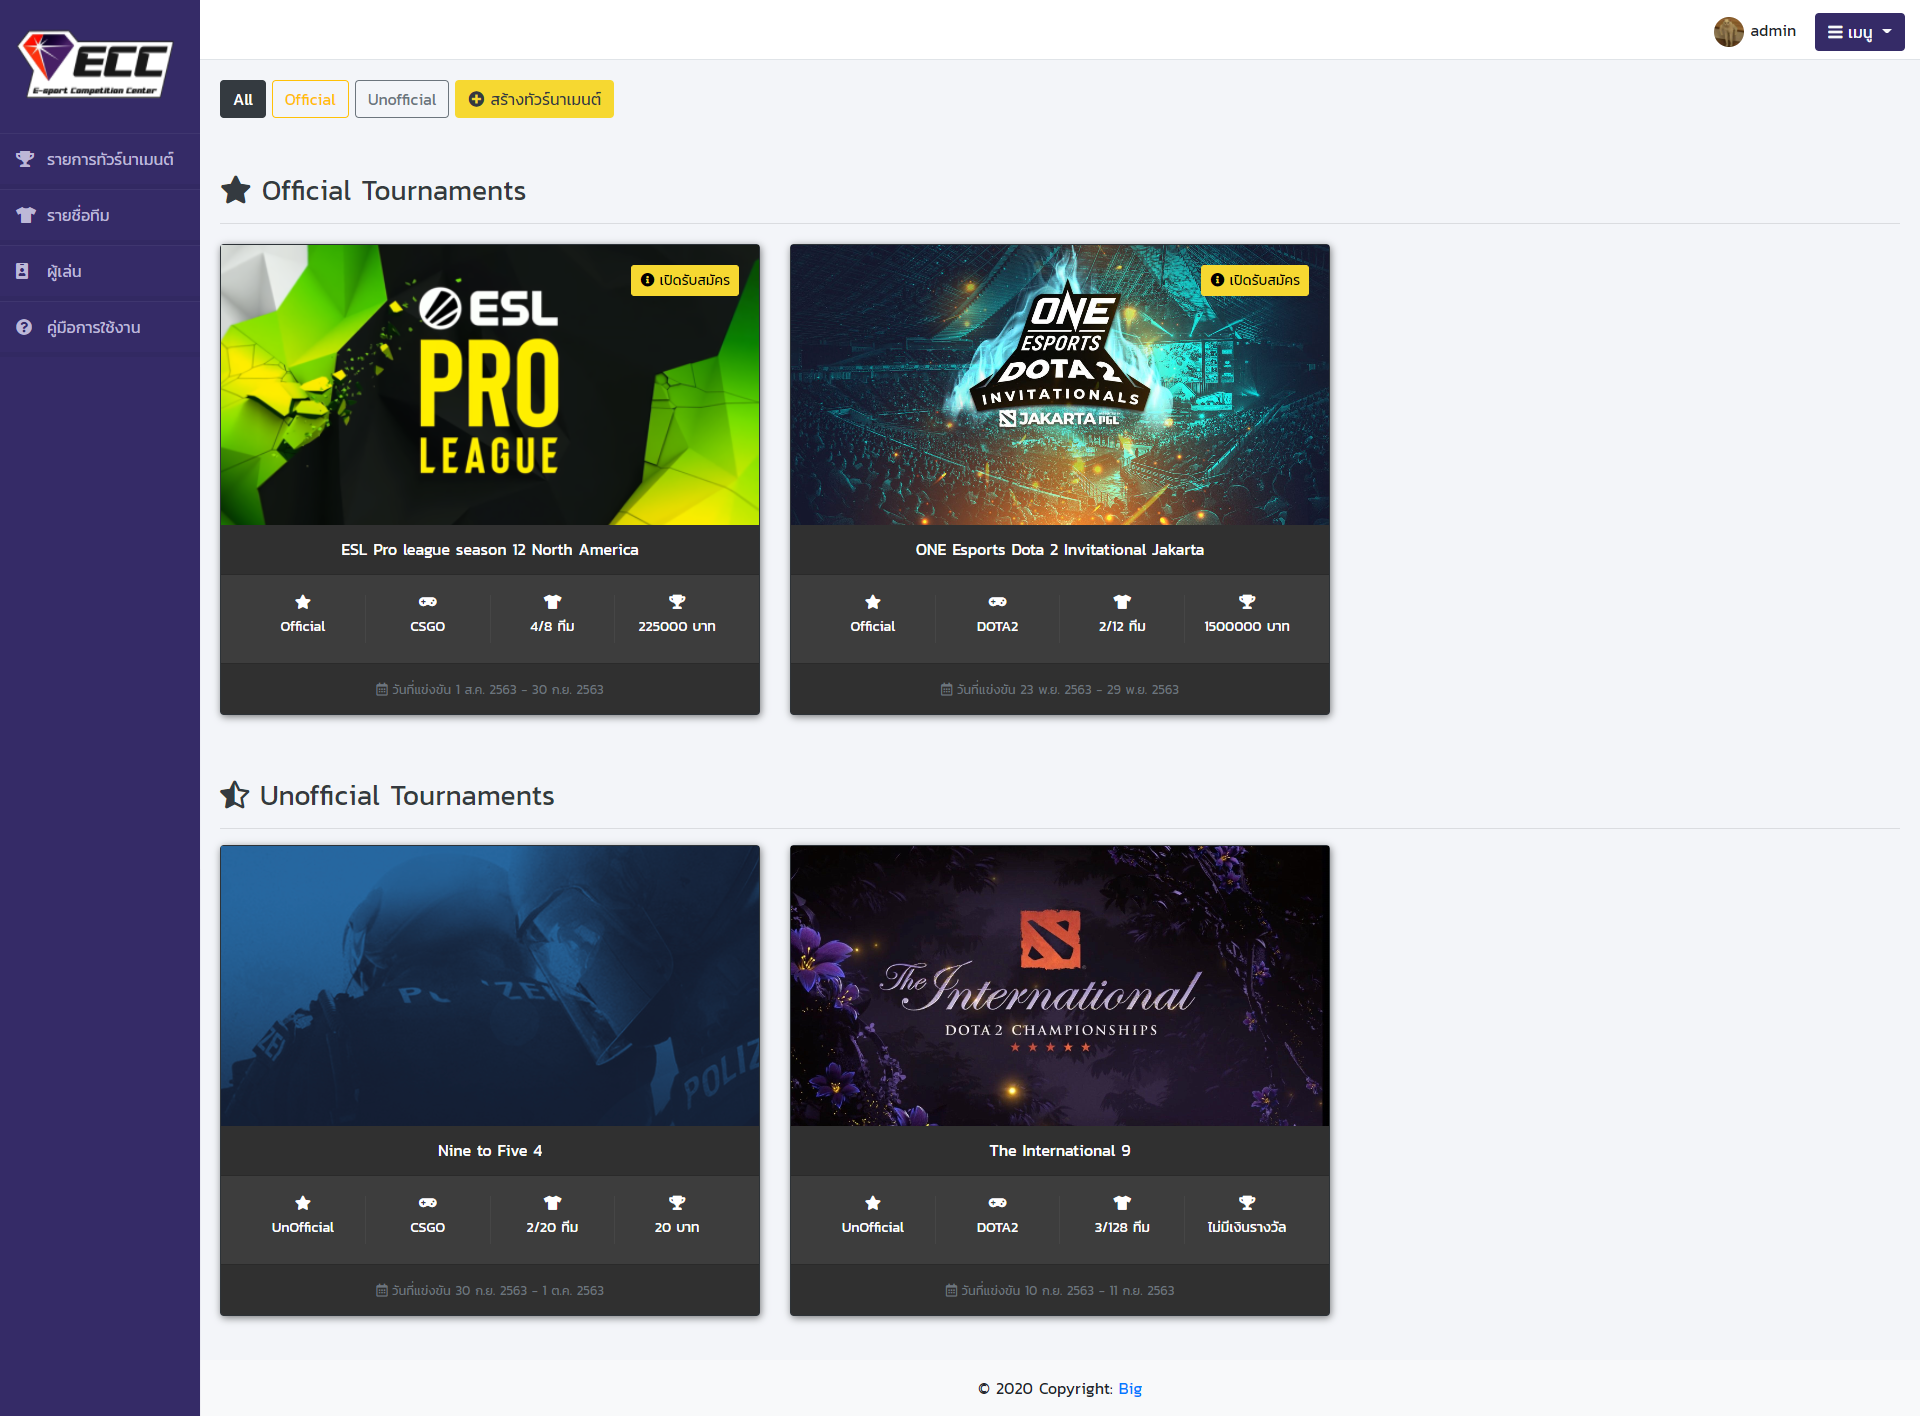 ECC
E-sport Competition Center
admin
เมนู
All
Official
Unofficial
สร้างทัวร์นาเมนต์
รายการทัวร์นาเมนต์
รายชื่อทีม
ผู้เล่น
คู่มือการใช้งาน
Official Tournaments
เปิดรับสมัคร
ESL
PRO
LEAGUE
ESL Pro league season 12 North America
Official
CSGO
4/8 ทีม
225000 บาท
วันที่แข่งขัน 1 ส.ค. 2563 - 30 ก.ย. 2563
เปิดรับสมัคร
ONE
ESPORTS
DOTA 2
INVITATIONALS
JAKARTA PGL
ONE Esports Dota 2 Invitational Jakarta
Official
DOTA2
2/12 ทีม
1500000 บาท
วันที่แข่งขัน 23 พ.ย. 2563 - 29 พ.ย. 2563
Unofficial Tournaments
POLIZ
Nine to Five 4
UnOfficial
CSGO
2/20 ทีม
20 บาท
วันที่แข่งขัน 30 ก.ย. 2563 - 1 ต.ค. 2563
The International
DOTA 2 CHAMPIONSHIPS
The International 9
UnOfficial
DOTA2
3/128 ทีม
ไม่มีเงินรางวัล
วันที่แข่งขัน 10 ก.ย. 2563 - 11 ก.ย. 2563
© 2020 Copyright: Big